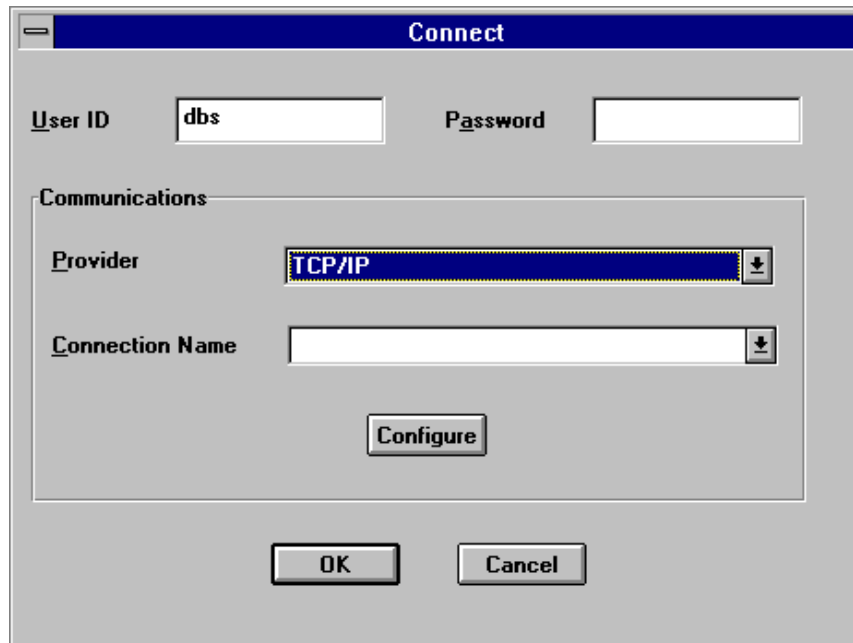 Connect
User ID dbs Password
Communications
Provider TCP/IP
Connection Name
Configure
OK Cancel